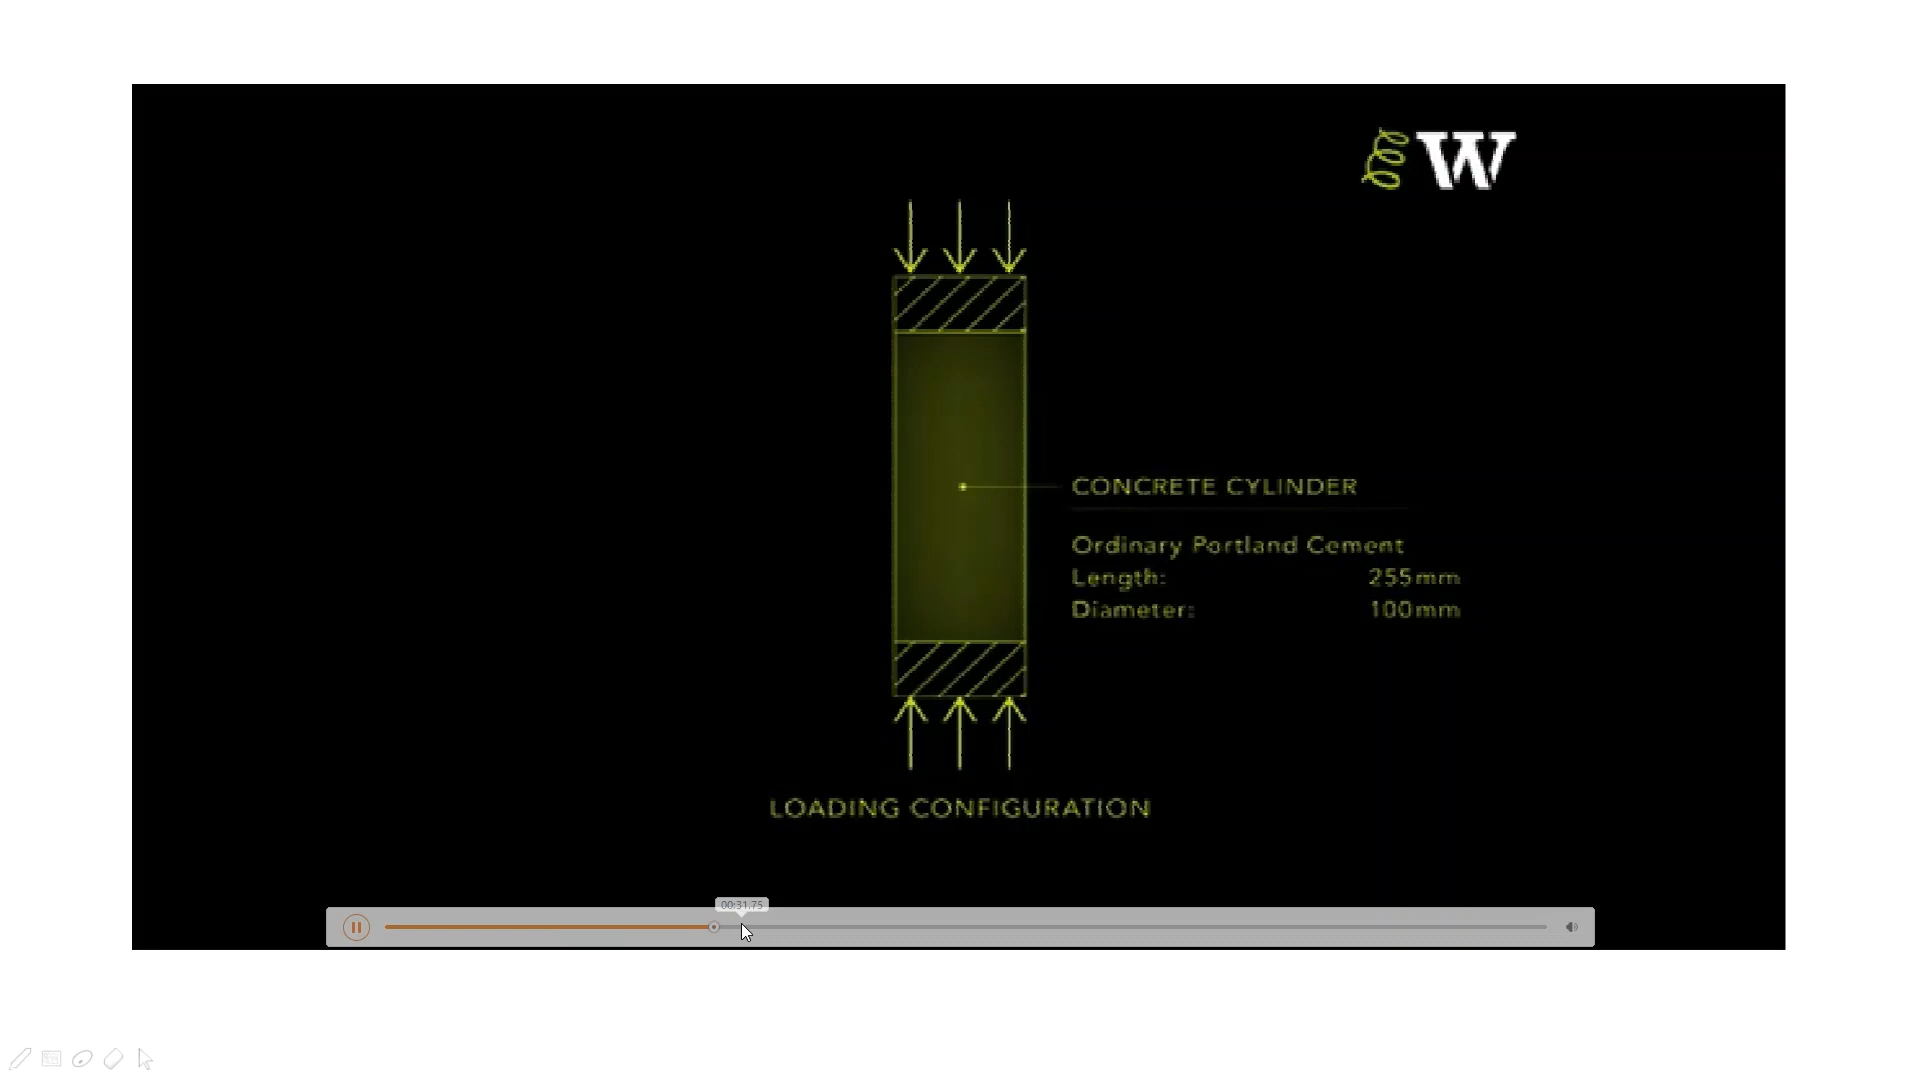 W
CONCRETE CYLINDER
Ordinary Portland Cement
Length: 255mm
Diameter: 100mm
LOADING CONFIGURATION
00:31.75